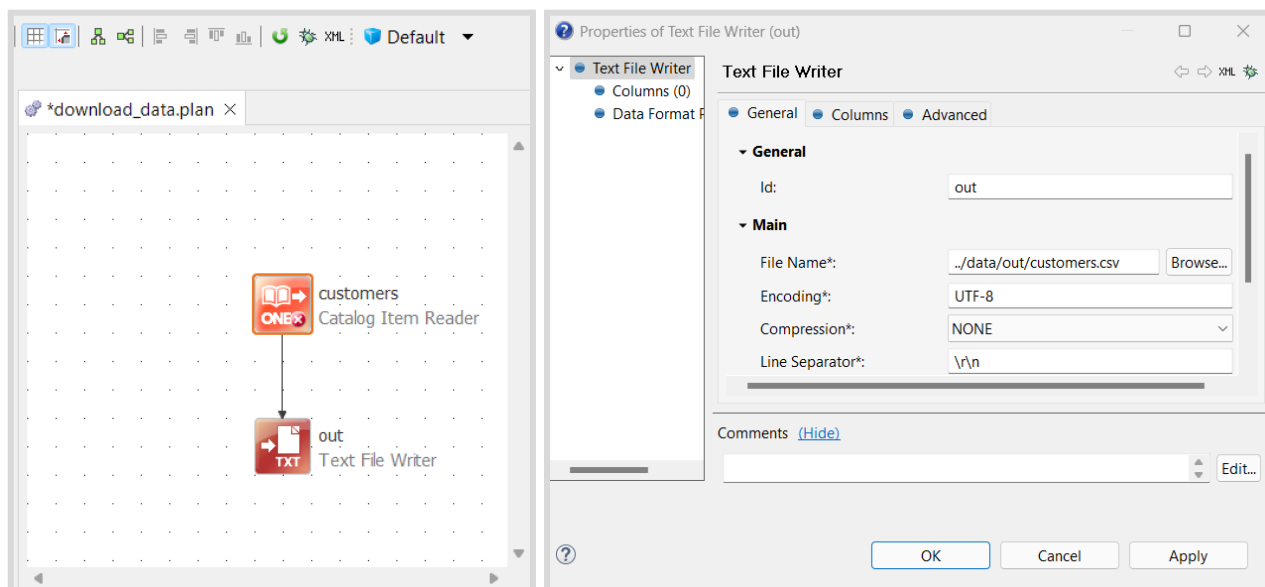 XML
Default
*download_data.plan
customers
ONE
Catalog Item Reader
out
TXT
Text File Writer
Properties of Text File Writer (out)
Text File Writer
Columns (0)
Data Format P
Text File Writer
XML
General
Columns
Advanced
General
Id:
out
Main
File Name*:
../data/out/customers.csv
Browse...
Encoding*:
UTF-8
Compression*:
NONE
Line Separator*:
\r\n
Comments (Hide)
Edit...
OK
Cancel
Apply